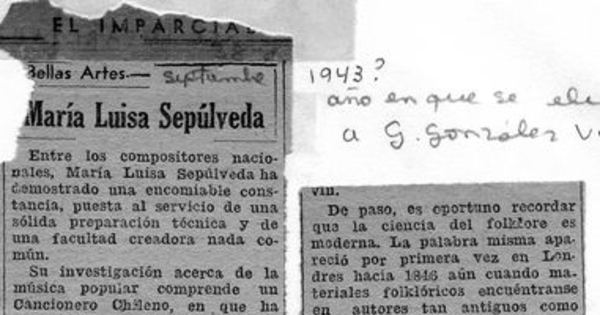 EL IMPARCIAL
Bellas Artes.—
septiembre
María Luisa Sepúlveda
Entre los compositores nacio-
nales, María Luisa Sepúlveda ha
demostrado una encomiable cons-
tancia, puesta al servicio de una
sólida preparación técnica y de
una facultad creadora nada co-
mún.
Su investigación acerca de la
música popular comprende un
Cancionero Chileno, en que ha
1943?
año en que se
a G. González
De paso, es oportuno recordar
que la ciencia del folklore es
moderna. La palabra misma apa-
reció por primera vez en Lon-
dres hacia 1846 aún cuando ma-
teriales folklóricos encuéntranse
en autores tan antiguos como